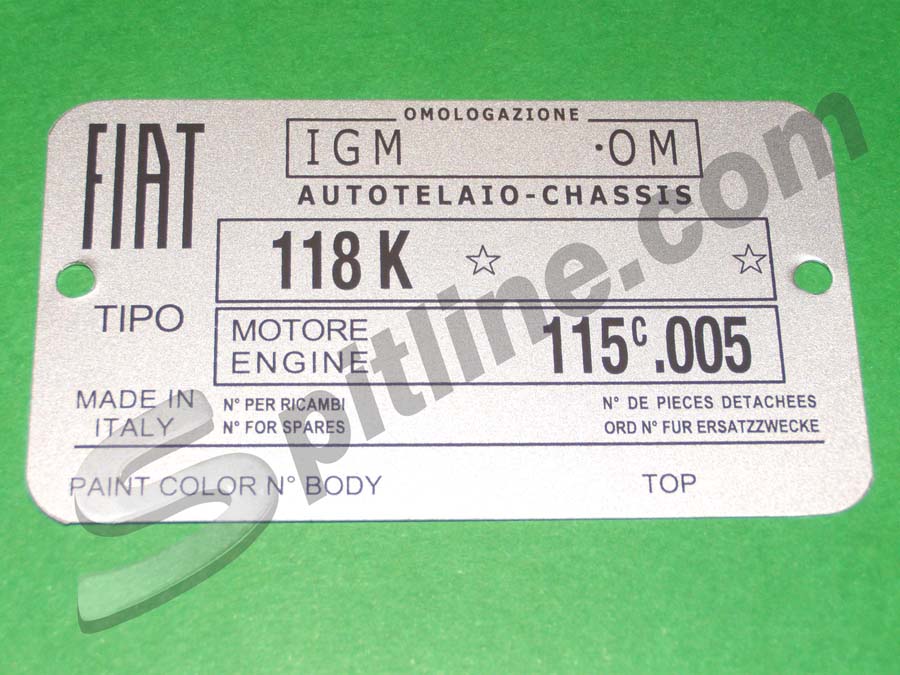 OMOLOGAZIONE
FIAT
IGM ·OM
AUTOTELAIO-CHASSIS
118 K ☆ ☆
TIPO
MOTORE 115c.005
ENGINE
MADE IN
ITALY
N° PER RICAMBI
N° FOR SPARES
N° DE PIECES DETACHEES
ORD N° FUR ERSATZZWECKE
PAINT COLOR N° BODY TOP
Spitline.com